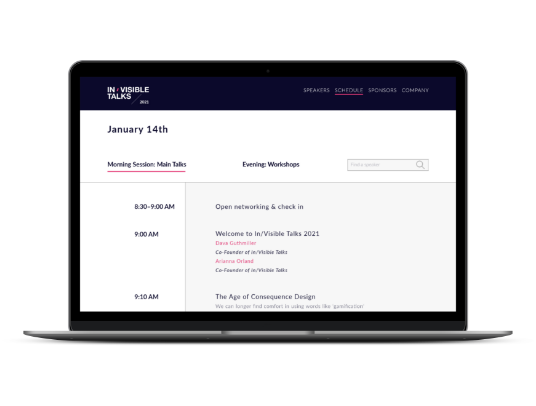 IN/VISIBLE
TALKS
2021
SPEAKERS SCHEDULE SPONSORS COMPANY
January 14th
Morning Session: Main Talks
Evening: Workshops
Find a speaker
8:30-9:00 AM
Open networking & check in
9:00 AM
Welcome to In/Visible Talks 2021
Dava Guthmiller
Co-Founder of In/Visible Talks
Arianna Orland
Co-Founder of In/Visible Talks
9:10 AM
The Age of Consequence Design
We can longer find comfort in using words like 'gamification'